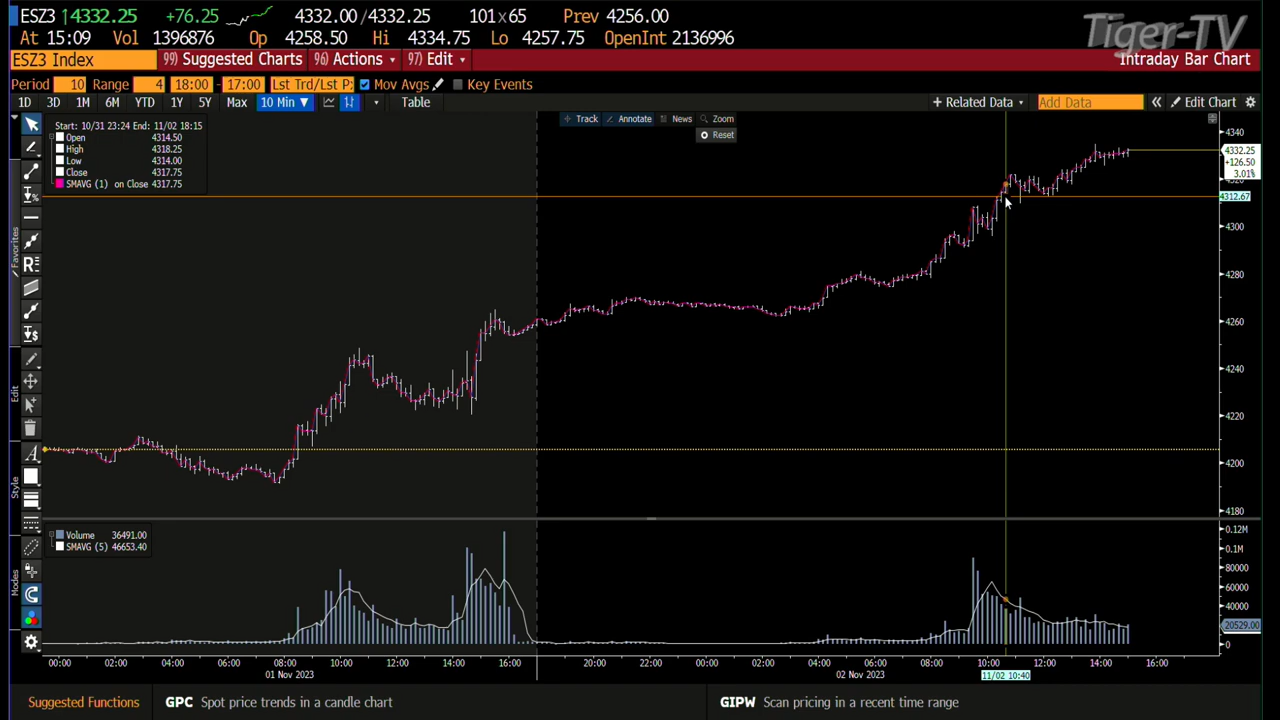 ESZ3 ↑4332.25 +76.25 4332.00/4332.25 101x65 Prev 4256.00
Tiger-TV
At 15:09 Vol 1396876 Op 4258.50 Hi 4334.75 Lo 4257.75 OpenInt 2136996
ESZ3 Index 99) Suggested Charts 96) Actions 97) Edit Intraday Bar Chart
Period 10 Range 4 18:00 - 17:00 Lst Trd/Lst P Mov Avgs Key Events
1D 3D 1M 6M YTD 1Y 5Y Max 10 Min ▼ Table + Related Data Add Data « Edit Chart
Track Annotate News Zoom
Reset
Start: 10/31 23:24 End: 11/02 18:15
Open 4314.50
High 4318.25
Low 4314.00
Close 4317.75
SMAVG (1) on Close 4317.75
4340
4332.25
+126.50
3.01%
4320
4312.67
4300
4280
4260
4240
4220
4200
4180
Favorites
Edit
Style
Modes
Volume 36491.00
SMAVG (5) 46653.40
0.12M
0.1M
80000
60000
40000
20529.00
0
00:00 02:00 04:00 06:00 08:00 10:00 12:00 14:00 16:00 20:00 22:00 00:00 02:00 04:00 06:00 08:00 10:00 12:00 14:00 16:00
01 Nov 2023 02 Nov 2023 11/02 10:40
Suggested Functions GPC Spot price trends in a candle chart GIPW Scan pricing in a recent time range